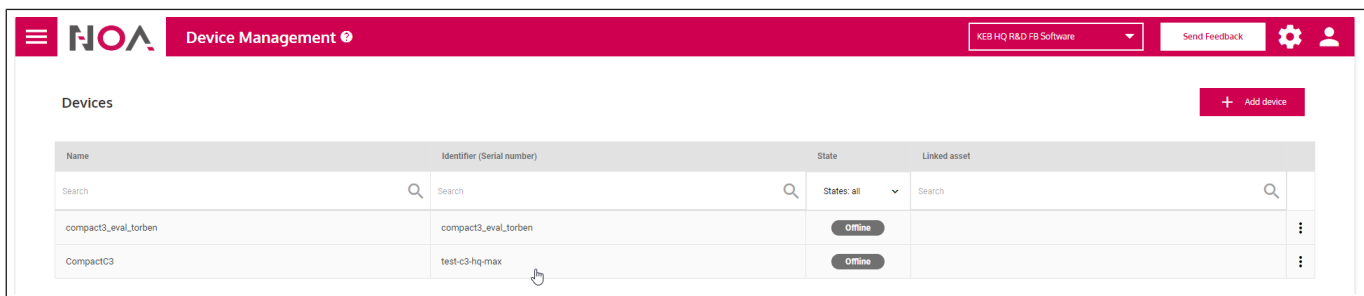 NOA Device Management ? KEB HQ R&D FB Software Send Feedback
Devices + Add device
Name Identifier (Serial number) State Linked asset
Search Search States: all Search
compact3_eval_torben compact3_eval_torben Offline
CompactC3 test-c3-hq-max Offline